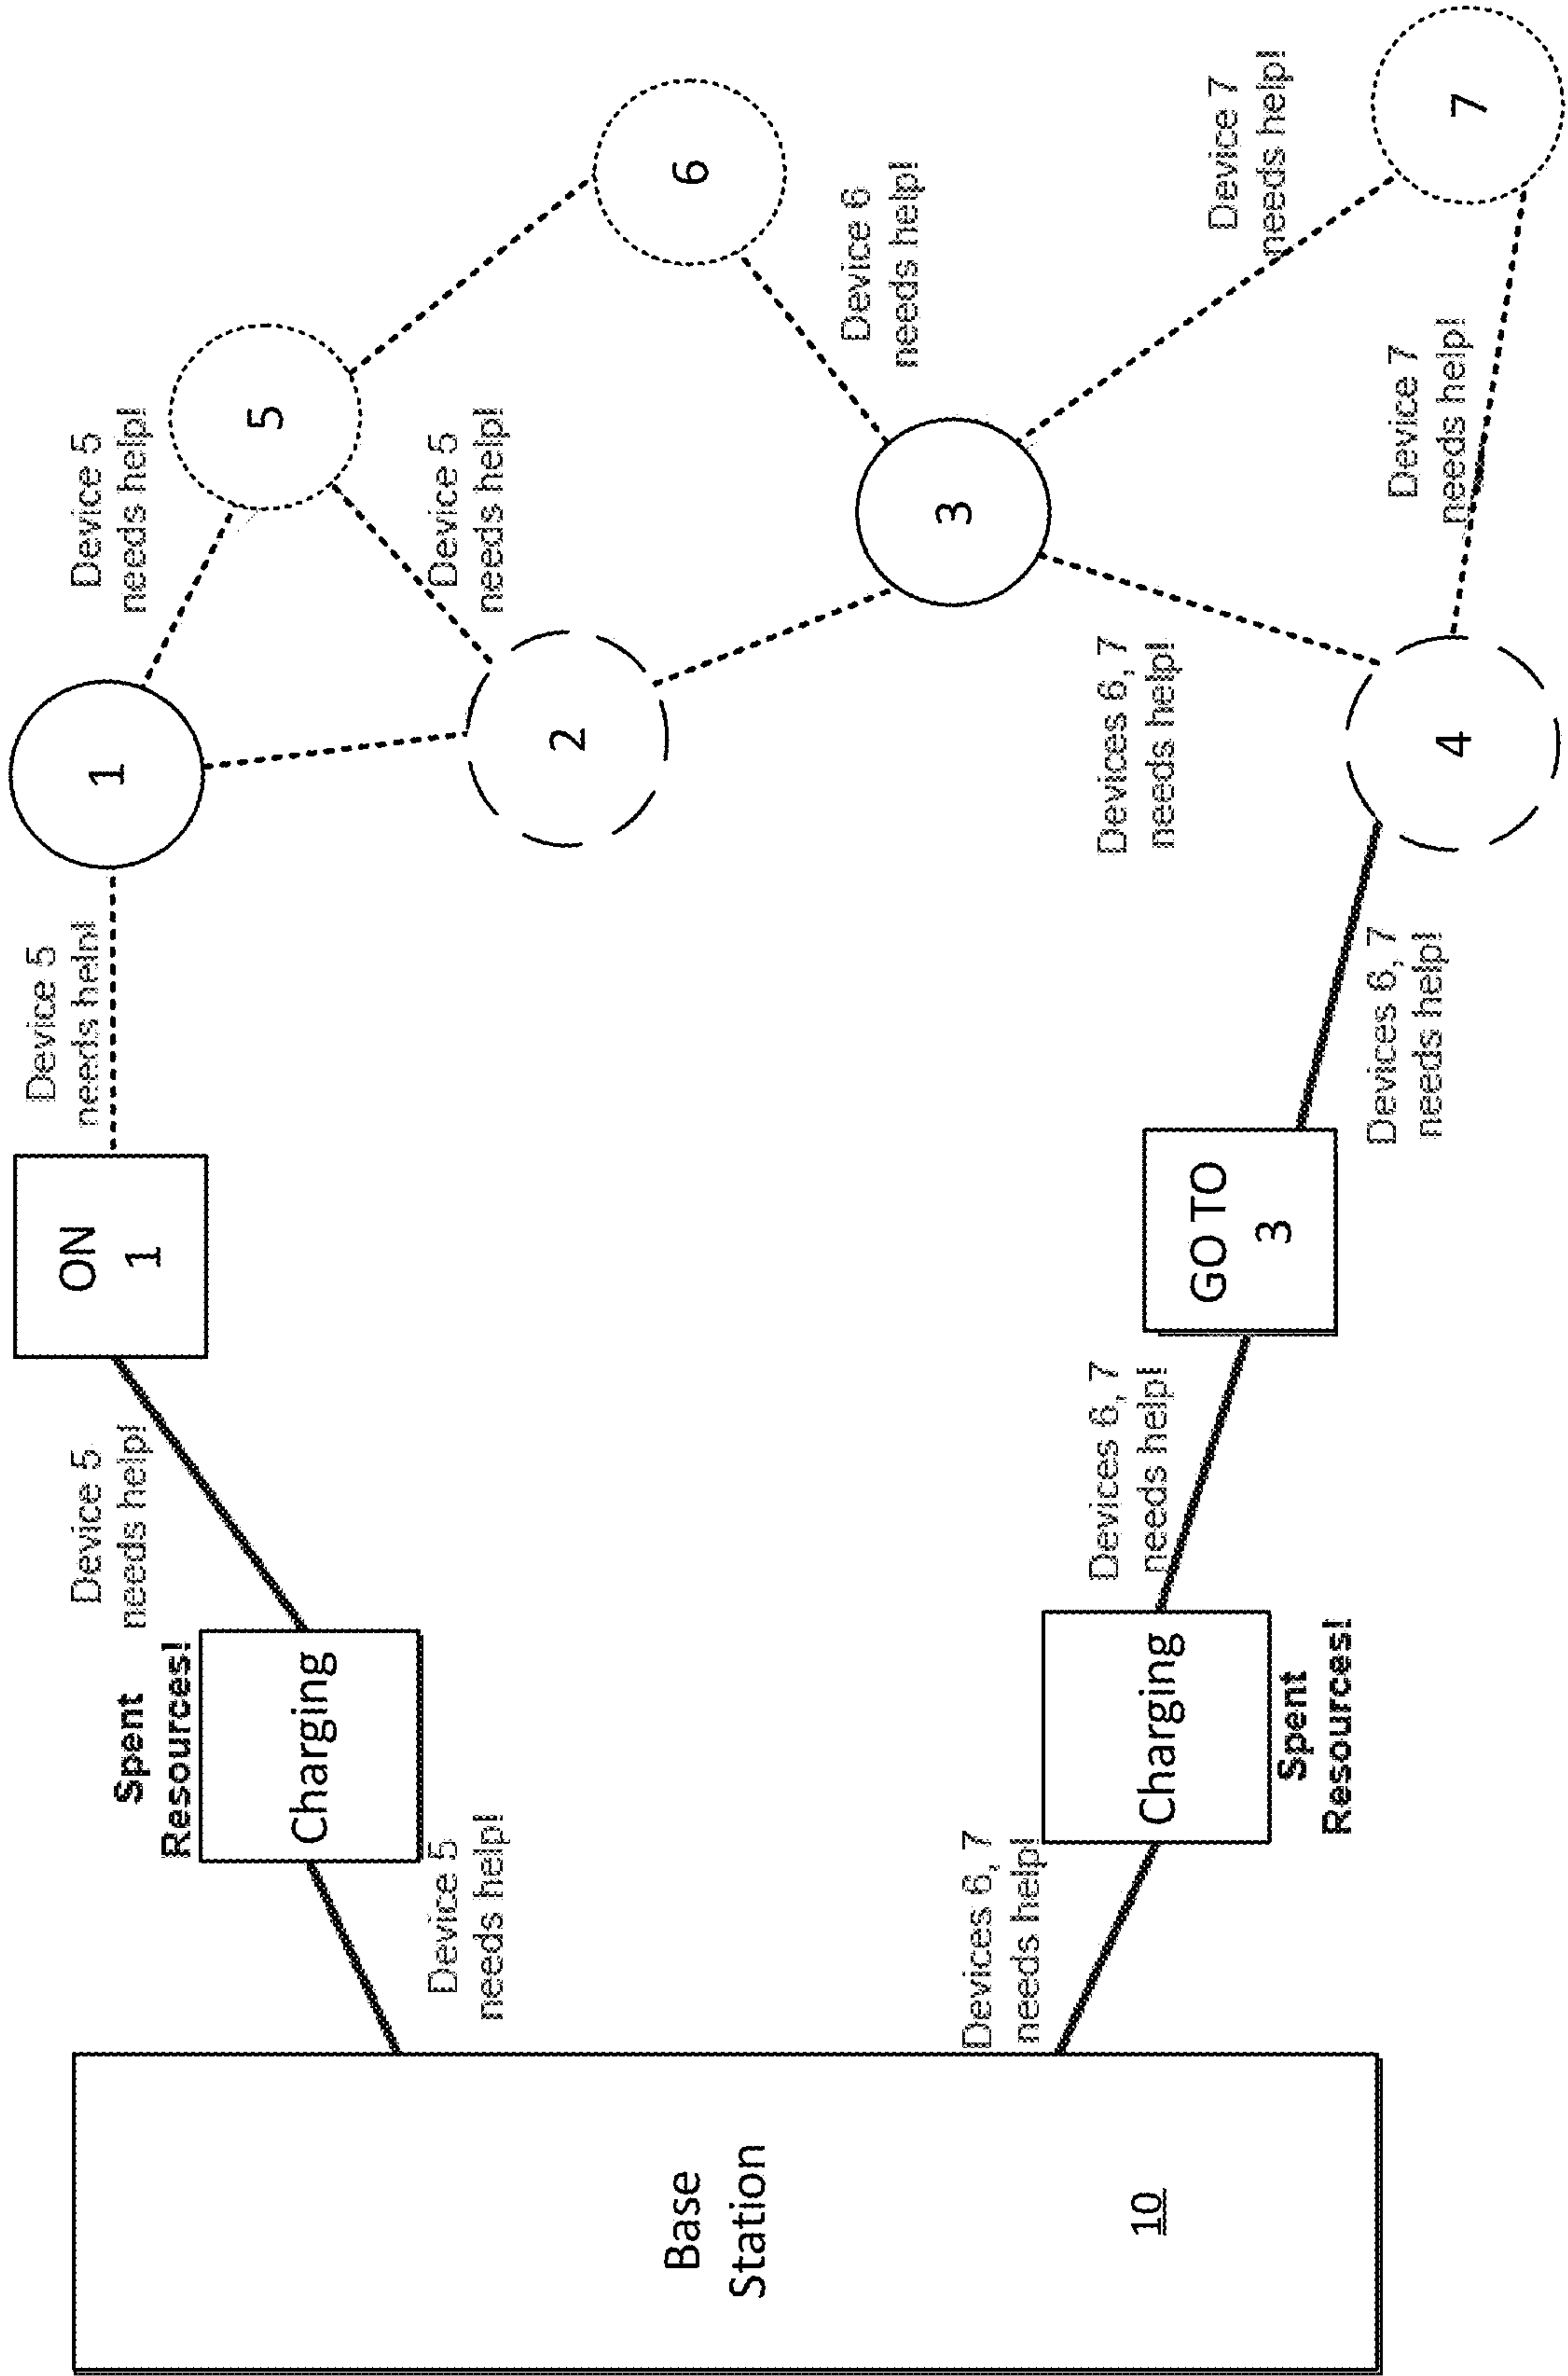 Device 5
needs help!
1
ON
1
Device 5
needs help!
Device 5
needs help!
Spent
Resources!
Charging
Device 5
needs help!
5
Device 5
needs help!
2
6
Device 6
needs help!
3
Base
Station
10
Devices 6, 7
needs help!
Charging
Spent
Resources!
Devices 6, 7
needs help!
GO TO
3
Devices 6, 7
needs help!
Devices 6, 7
needs help!
4
Device 7
needs help!
Device 7
needs help!
7